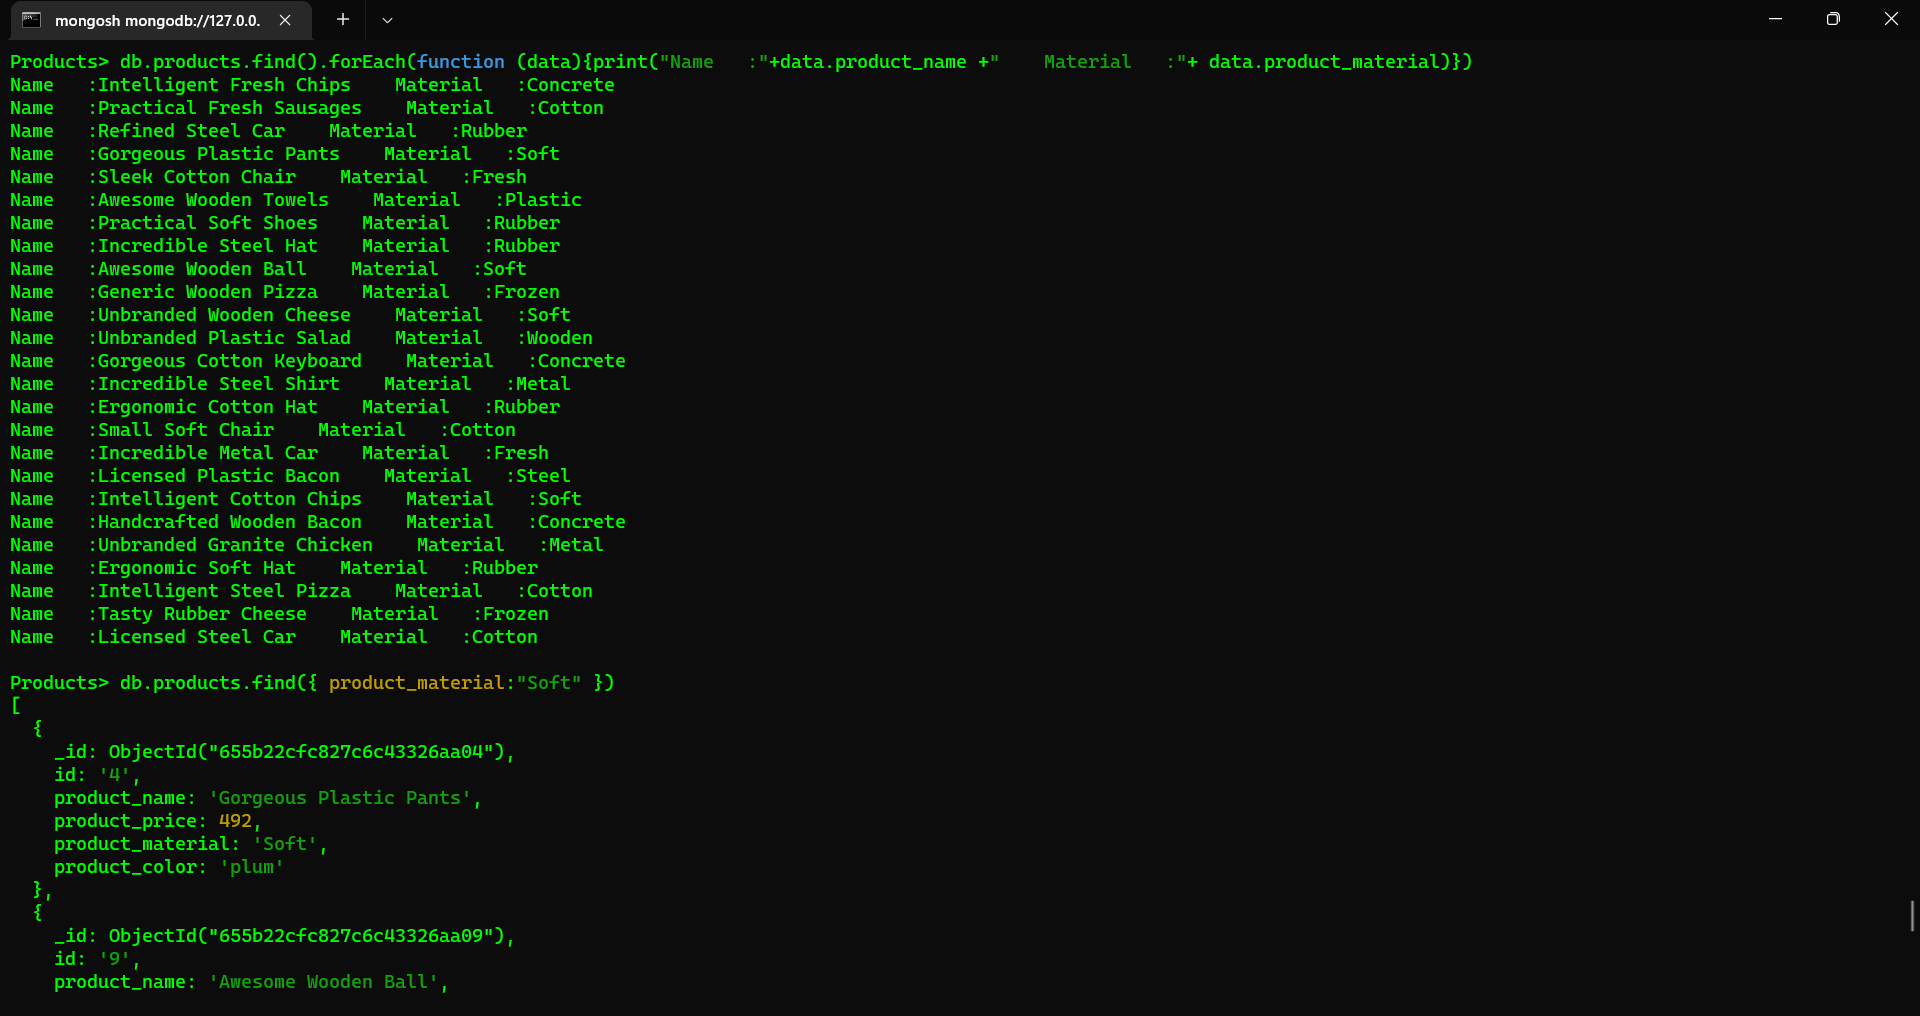 mongosh mongodb://127.0.0.
Products> db.products.find().forEach(function (data){print("Name   :"+data.product_name +"    Material   :"+ data.product_material)})
Name   :Intelligent Fresh Chips    Material   :Concrete
Name   :Practical Fresh Sausages    Material   :Cotton
Name   :Refined Steel Car    Material   :Rubber
Name   :Gorgeous Plastic Pants    Material   :Soft
Name   :Sleek Cotton Chair    Material   :Fresh
Name   :Awesome Wooden Towels    Material   :Plastic
Name   :Practical Soft Shoes    Material   :Rubber
Name   :Incredible Steel Hat    Material   :Rubber
Name   :Awesome Wooden Ball    Material   :Soft
Name   :Generic Wooden Pizza    Material   :Frozen
Name   :Unbranded Wooden Cheese    Material   :Soft
Name   :Unbranded Plastic Salad    Material   :Wooden
Name   :Gorgeous Cotton Keyboard    Material   :Concrete
Name   :Incredible Steel Shirt    Material   :Metal
Name   :Ergonomic Cotton Hat    Material   :Rubber
Name   :Small Soft Chair    Material   :Cotton
Name   :Incredible Metal Car    Material   :Fresh
Name   :Licensed Plastic Bacon    Material   :Steel
Name   :Intelligent Cotton Chips    Material   :Soft
Name   :Handcrafted Wooden Bacon    Material   :Concrete
Name   :Unbranded Granite Chicken    Material   :Metal
Name   :Ergonomic Soft Hat    Material   :Rubber
Name   :Intelligent Steel Pizza    Material   :Cotton
Name   :Tasty Rubber Cheese    Material   :Frozen
Name   :Licensed Steel Car    Material   :Cotton
Products> db.products.find({ product_material:"Soft" })
[
  {
    _id: ObjectId("655b22cfc827c6c43326aa04"),
    id: '4',
    product_name: 'Gorgeous Plastic Pants',
    product_price: 492,
    product_material: 'Soft',
    product_color: 'plum'
  },
  {
    _id: ObjectId("655b22cfc827c6c43326aa09"),
    id: '9',
    product_name: 'Awesome Wooden Ball',